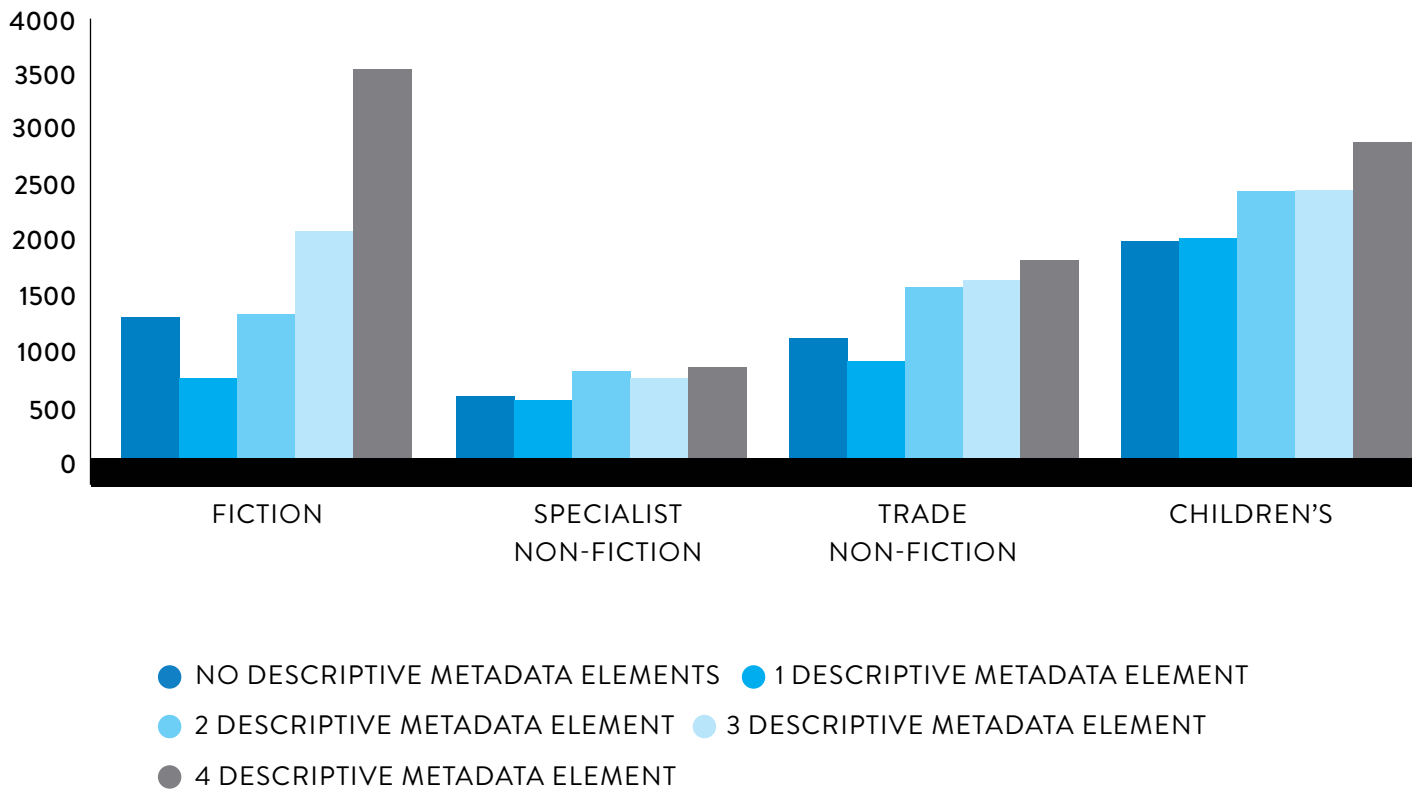 4000
3500
3000
2500
2000
1500
1000
500
0
FICTION
SPECIALIST
NON-FICTION
TRADE
NON-FICTION
CHILDREN’S
NO DESCRIPTIVE METADATA ELEMENTS
1 DESCRIPTIVE METADATA ELEMENT
2 DESCRIPTIVE METADATA ELEMENT
3 DESCRIPTIVE METADATA ELEMENT
4 DESCRIPTIVE METADATA ELEMENT